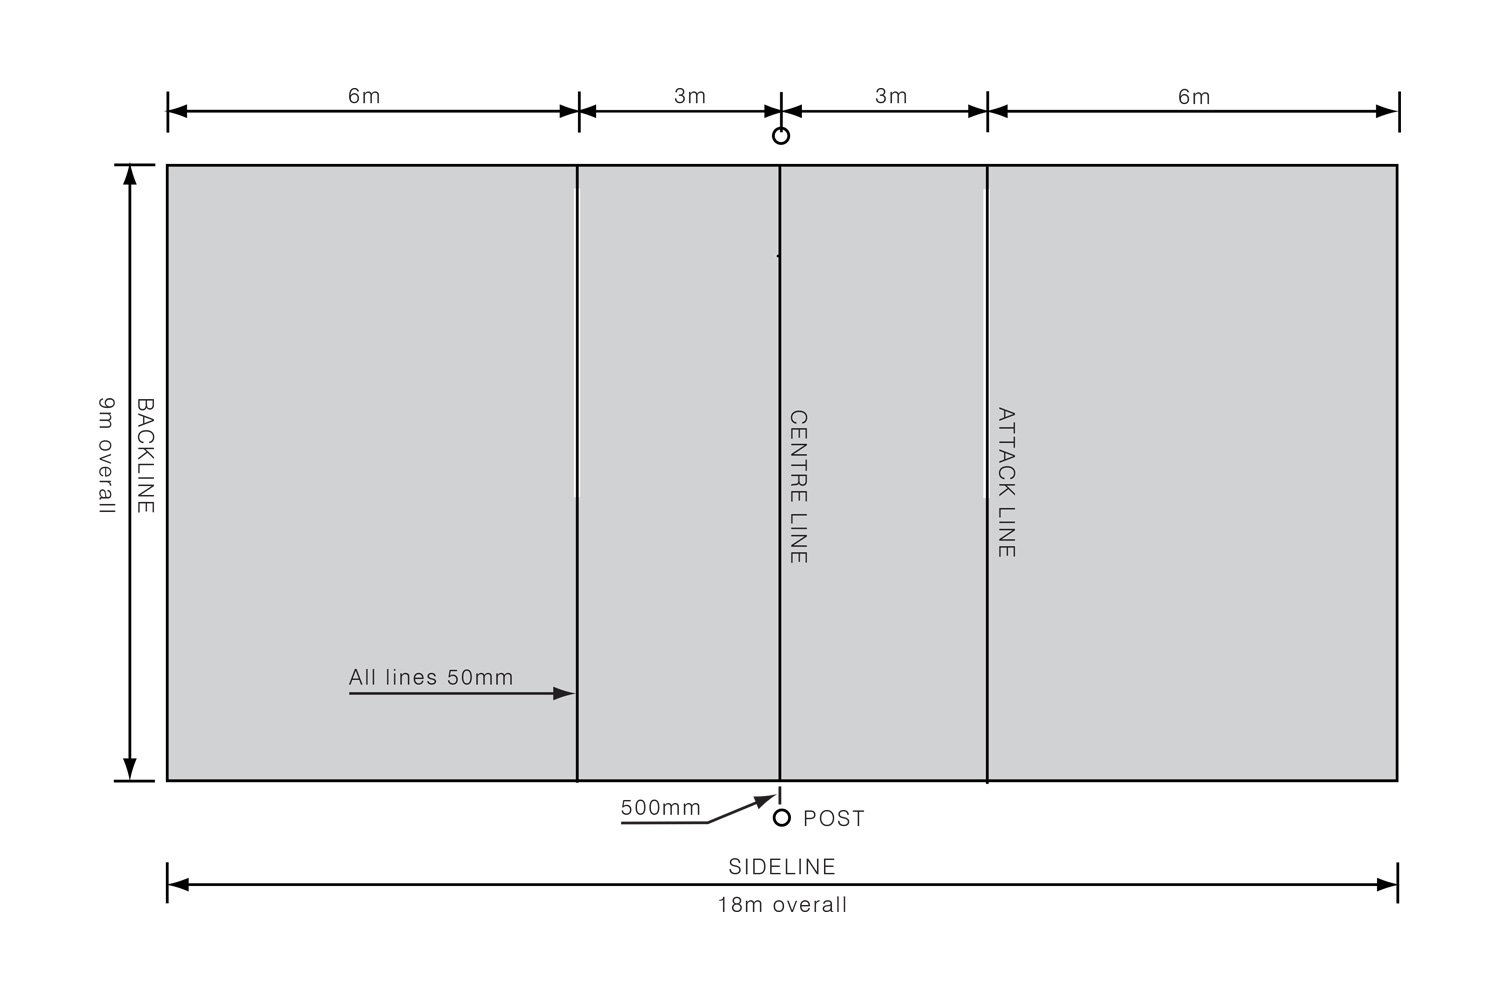 6m
ATTACK LINE
3m
POST
CENTRE LINE
SIDELINE
18m overall
3m
500mm
All lines 50mm
6m
BACKLINE
9m overall